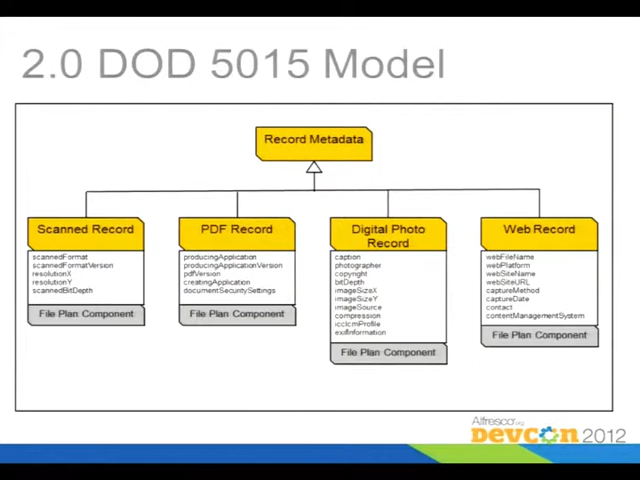 2.0 DOD 5015 Model
Record Metadata
Scanned Record
scannedFormat
scannedFormatVersion
resolutionX
resolutionY
scannedBitDepth
File Plan Component
PDF Record
producingApplication
producingApplicationVersion
pdfVersion
creatingApplication
documentSecuritySettings
File Plan Component
Digital Photo
Record
caption
photographer
copyright
bitDepth
imageSizeX
imageSizeY
imageSource
compression
iccIcmProfile
exifInformation
File Plan Component
Web Record
webFileName
webPlatform
webSiteName
webSiteURL
captureMethod
captureDate
contact
contentManagementSystem
File Plan Component
Alfresco.org
DEVCON 2012